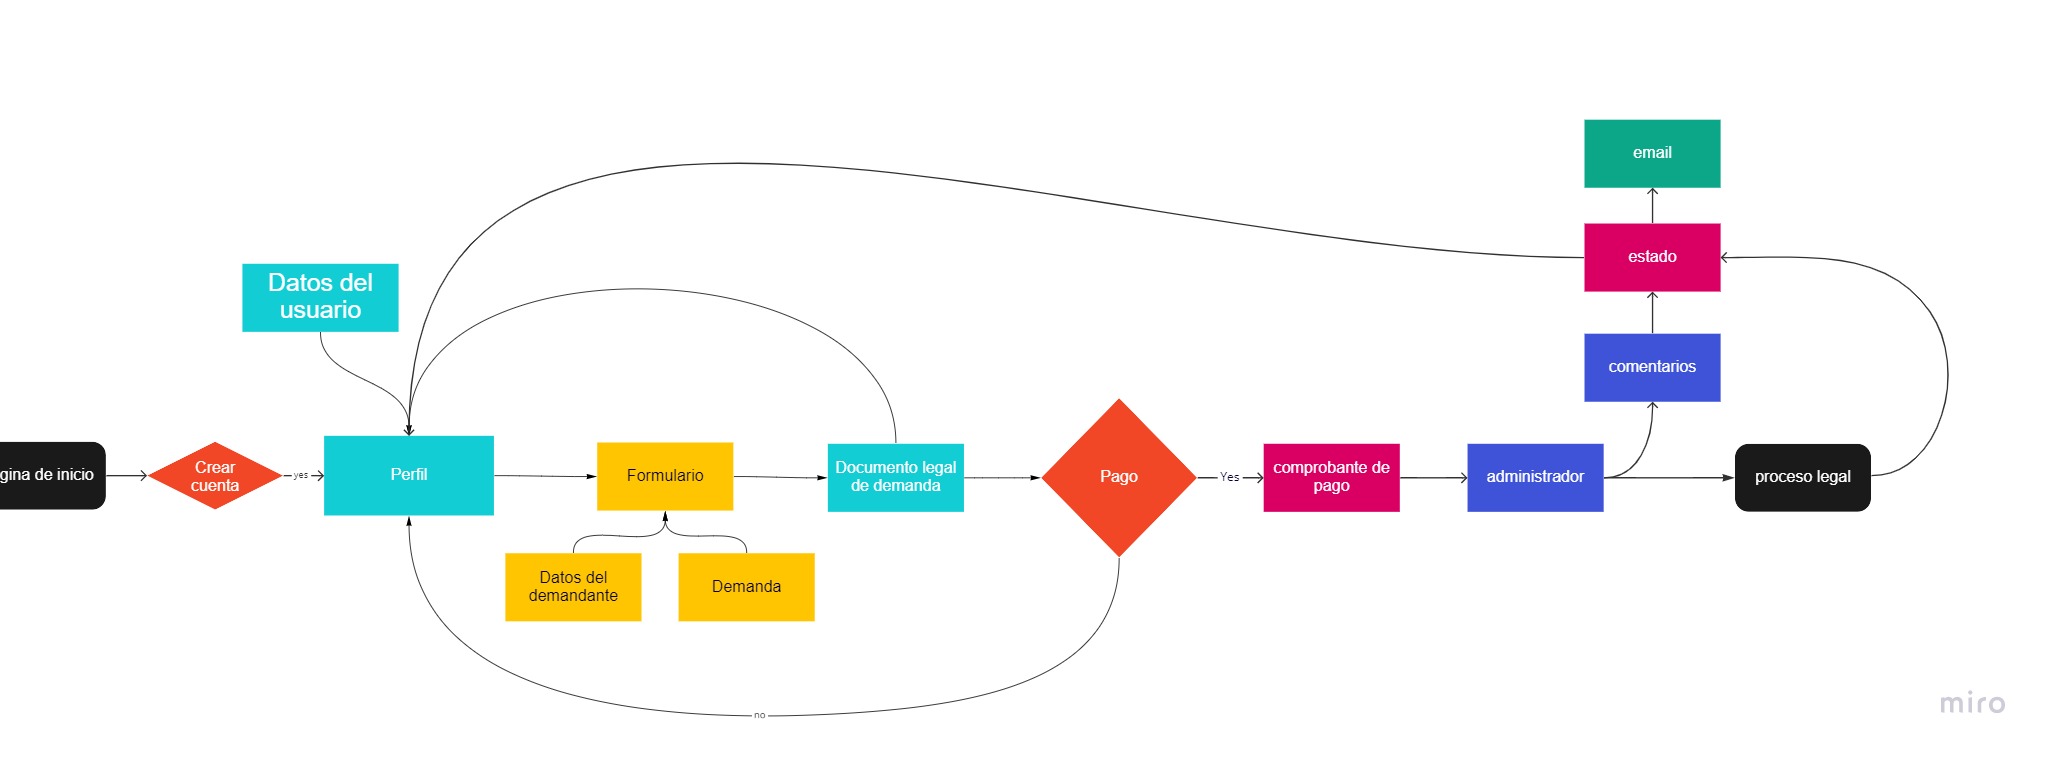 email
estado
Datos del
usuario
comentarios
gina de inicio
Crear
cuenta
yes
Perfil
Formulario
Documento legal
de demanda
Pago
Yes
comprobante de
pago
administrador
proceso legal
Datos del
demandante
Demanda
no
miro